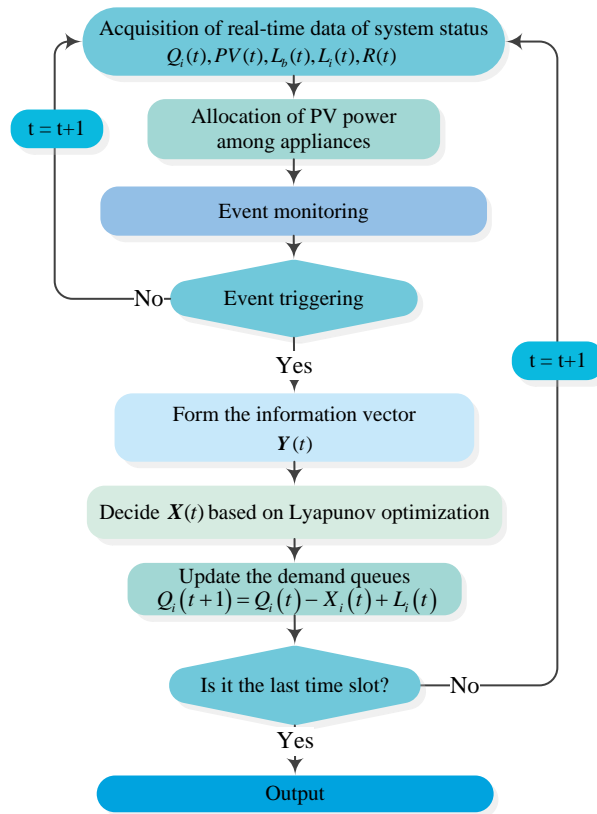 Acquisition of real-time data of system status
Q_i(t), PV(t), L_b(t), L_i(t), R(t)
t = t+1
Allocation of PV power
among appliances
Event monitoring
No
Event triggering
Yes
t = t+1
Form the information vector
Y(t)
Decide X(t) based on Lyapunov optimization
Update the demand queues
Q_i(t+1) = Q_i(t) − X_i(t) + L_i(t)
Is it the last time slot?
No
Yes
Output